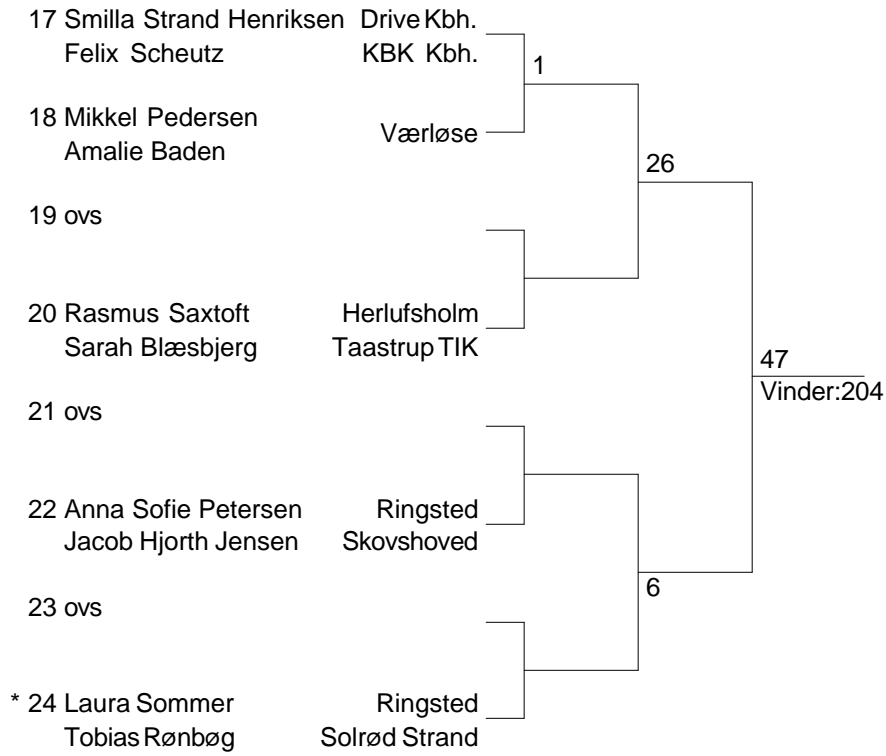 17 Smilla Strand Henriksen Drive Kbh.
Felix Scheutz KBK Kbh.
1
18 Mikkel Pedersen
Værløse
Amalie Baden
26
19 ovs
20 Rasmus Saxtoft Herlufsholm
Sarah Blæsbjerg Taastrup TIK
47
Vinder:204
21 ovs
22 Anna Sofie Petersen Ringsted
Jacob Hjorth Jensen Skovshoved
6
23 ovs
* 24 Laura Sommer Ringsted
Tobias Rønbøg Solrød Strand